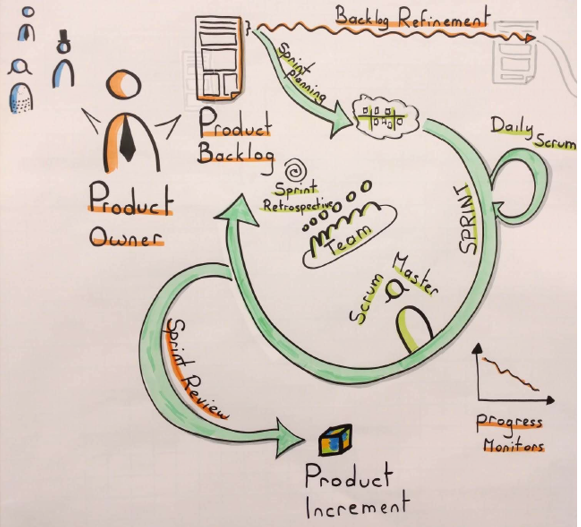 Backlog Refinement
Sprint
planning
Product
Backlog
Daily
Scrum
Product
Owner
Sprint
Retrospective
Team
SPRINT
Scrum Master
Sprint Review
progress
Monitors
Product
Increment